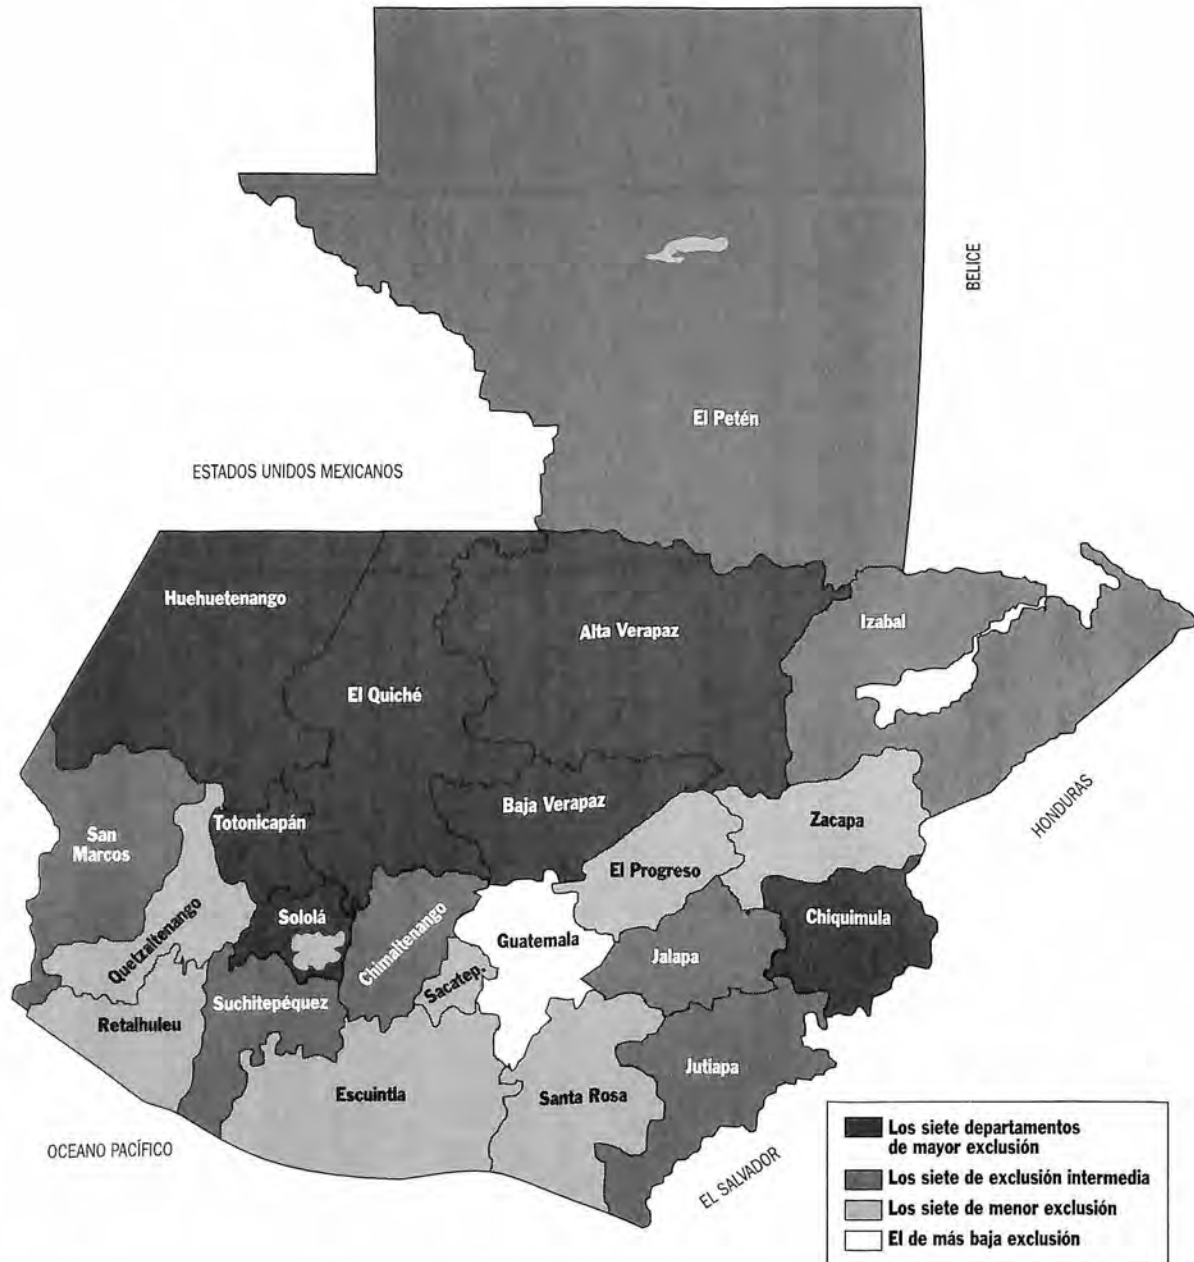 BELICE
El Petén
ESTADOS UNIDOS MEXICANOS
Huehuetenango
Alta Verapaz
Izabal
El Quiché
HONDURAS
Baja Verapaz
Zacapa
Totonicapán
San
Marcos
El Progreso
Quetzaltenango
Sololá
Chimaltenango
Guatemala
Chiquimula
Jalapa
Sacatep.
Suchitepéquez
Retalhuleu
Jutiapa
Escuintla
Santa Rosa
OCEANO PACÍFICO
EL SALVADOR
Los siete departamentos
de mayor exclusión
Los siete de exclusión intermedia
Los siete de menor exclusión
El de más baja exclusión